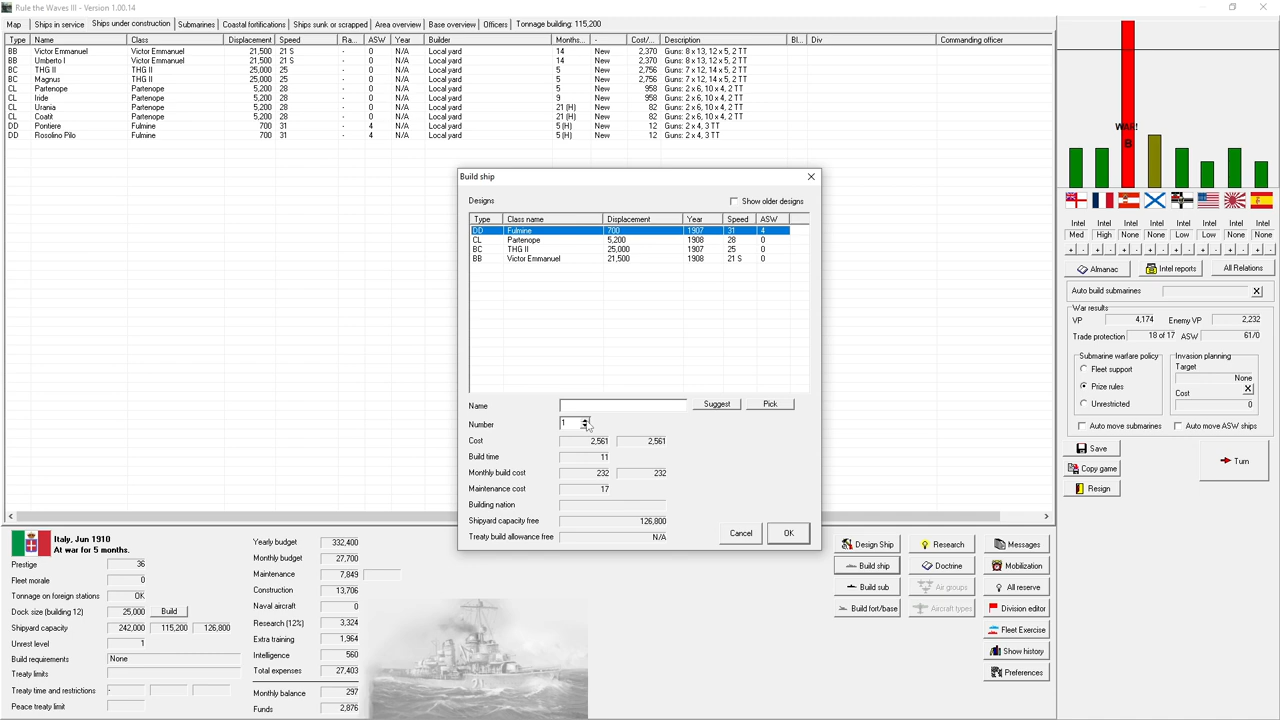 Rule the Waves III - Version 1.00.14
Map Ships in service Ships under construction Submarines Coastal fortifications Ships sunk or scrapped Area overview Base overview Officers Tonnage building: 115,200
Type Name Class Displacement Speed Ra... ASW Year Builder Months... - Cost/... Description Bl... Div Commanding officer
BB Victor Emmanuel Victor Emmanuel 21,500 21 S - 0 N/A Local yard 14 New 2,370 Guns: 8 x 13, 12 x 5, 2 TT
BB Umberto I Victor Emmanuel 21,500 21 S - 0 N/A Local yard 14 New 2,370 Guns: 8 x 13, 12 x 5, 2 TT
BC THG II THG II 25,000 25 - 0 N/A Local yard 5 New 2,756 Guns: 7 x 12, 14 x 5, 2 TT
BC Magnus THG II 25,000 25 - 0 N/A Local yard 5 New 2,756 Guns: 7 x 12, 14 x 5, 2 TT
CL Partenope Partenope 5,200 28 - 0 N/A Local yard 5 New 958 Guns: 2 x 6, 10 x 4, 2 TT
CL Iride Partenope 5,200 28 - 0 N/A Local yard 9 New 958 Guns: 2 x 6, 10 x 4, 2 TT
CL Urania Partenope 5,200 28 - 0 N/A Local yard 21 (H) New 82 Guns: 2 x 6, 10 x 4, 2 TT
CL Coatit Partenope 5,200 28 - 0 N/A Local yard 21 (H) New 82 Guns: 2 x 6, 10 x 4, 2 TT
DD Pontiere Fulmine 700 31 - 4 N/A Local yard 5 (H) New 12 Guns: 2 x 4, 3 TT
DD Rosolino Pilo Fulmine 700 31 - 4 N/A Local yard 5 (H) New 12 Guns: 2 x 4, 3 TT
Build ship
Designs Show older designs
Type Class name Displacement Year Speed ASW
DD Fulmine 700 1907 31 4
CL Partenope 5,200 1908 28 0
BC THG II 25,000 1907 25 0
BB Victor Emmanuel 21,500 1908 21 S 0
Name Suggest Pick
Number 1
Cost 2,561 2,561
Build time 11
Monthly build cost 232 232
Maintenance cost 17
Building nation
Shipyard capacity free 126,800
Treaty build allowance free N/A
Cancel OK
WAR!
B
Intel Intel Intel Intel Intel Intel Intel Intel
Med High None None Low Low None None
+ - + - + - + - + - + - + - + -
Almanac Intel reports All Relations
Auto build submarines X
War results
VP 4,174 Enemy VP 2,232
Trade protection 18 of 17 ASW 61/0
Submarine warfare policy
Fleet support
Prize rules
Unrestricted
Invasion planning
Target
None
Cost X
0
Auto move submarines Auto move ASW ships
Save
Copy game
Resign
Turn
Italy, Jun 1910
At war for 5 months.
Prestige 36
Fleet morale 0
Tonnage on foreign stations OK
Dock size (building 12) 25,000 Build
Shipyard capacity 242,000 115,200 126,800
Unrest level 1
Build requirements None
Treaty limits
Treaty time and restrictions -
Peace treaty limit
Yearly budget 332,400
Monthly budget 27,700
Maintenance 7,849
Construction 13,706
Naval aircraft 0
Research (12%) 3,324
Extra training 1,964
Intelligence 560
Total expenses 27,403
Monthly balance 297
Funds 2,876
Design Ship Research Messages
Build ship Doctrine Mobilization
Build sub Air groups All reserve
Build fort/base Aircraft types Division editor
Fleet Exercise
Show history
Preferences